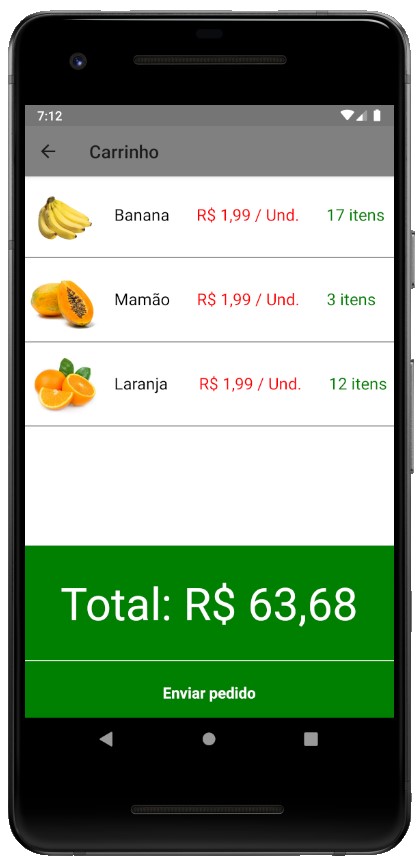 7:12
Carrinho
Banana R$ 1,99 / Und. 17 itens
Mamão R$ 1,99 / Und. 3 itens
Laranja R$ 1,99 / Und. 12 itens
Total: R$ 63,68
Enviar pedido